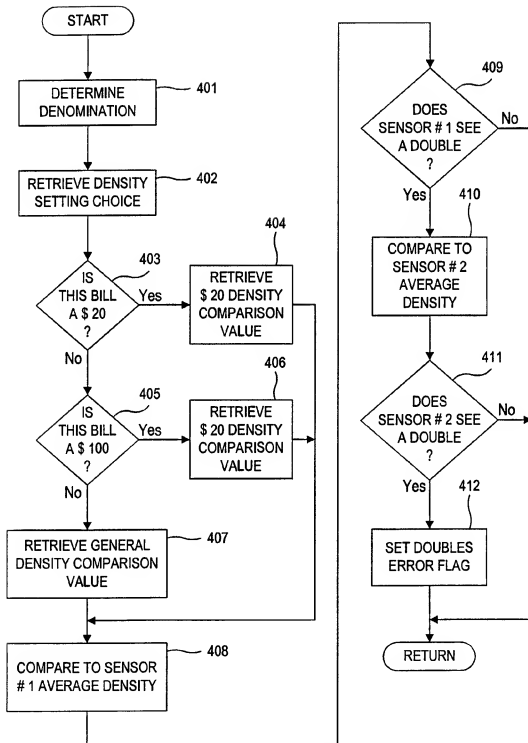 START
DETERMINE
DENOMINATION
401
RETRIEVE DENSITY
SETTING CHOICE
402
IS
THIS BILL
A $ 20
?
403
Yes
No
RETRIEVE
$ 20 DENSITY
COMPARISON
VALUE
404
IS
THIS BILL
A $ 100
?
405
Yes
No
RETRIEVE
$ 20 DENSITY
COMPARISON
VALUE
406
RETRIEVE GENERAL
DENSITY COMPARISON
VALUE
407
COMPARE TO SENSOR
# 1 AVERAGE DENSITY
408
DOES
SENSOR # 1 SEE
A DOUBLE
?
409
No
Yes
COMPARE TO
SENSOR # 2
AVERAGE
DENSITY
410
DOES
SENSOR # 2 SEE
A DOUBLE
?
411
No
Yes
SET DOUBLES
ERROR FLAG
412
RETURN